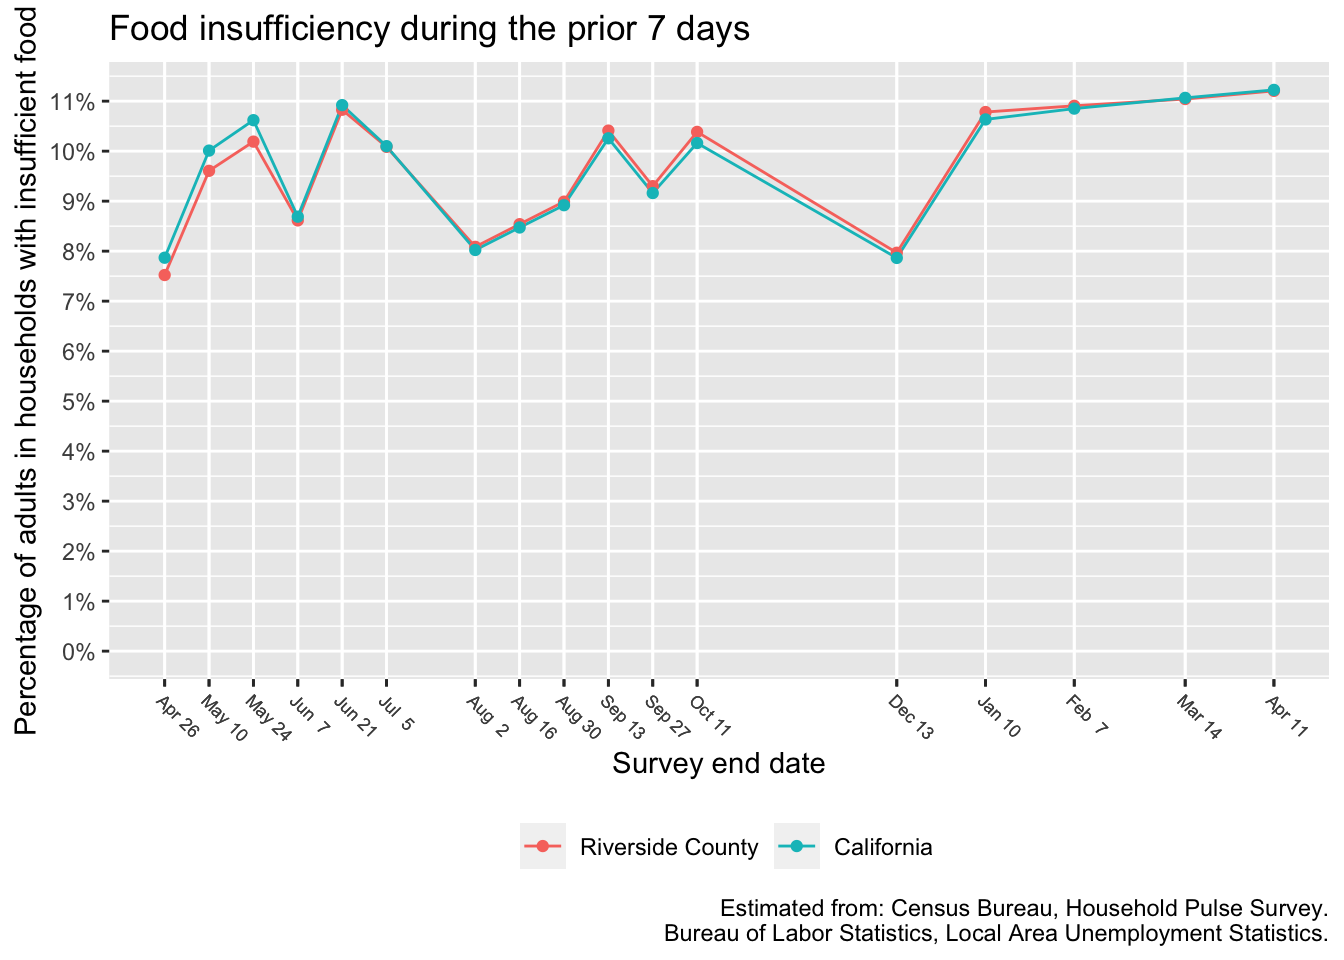 Food insufficiency during the prior 7 days
Percentage of adults in households with insufficient food
11%
10%
9%
8%
7%
6%
5%
4%
3%
2%
1%
0%
Apr 26
May 10
May 24
Jun 7
Jun 21
Jul 5
Aug 2
Aug 16
Aug 30
Sep 13
Sep 27
Oct 11
Dec 13
Jan 10
Feb 7
Mar 14
Apr 11
Survey end date
Riverside County
California
Estimated from: Census Bureau, Household Pulse Survey.
Bureau of Labor Statistics, Local Area Unemployment Statistics.